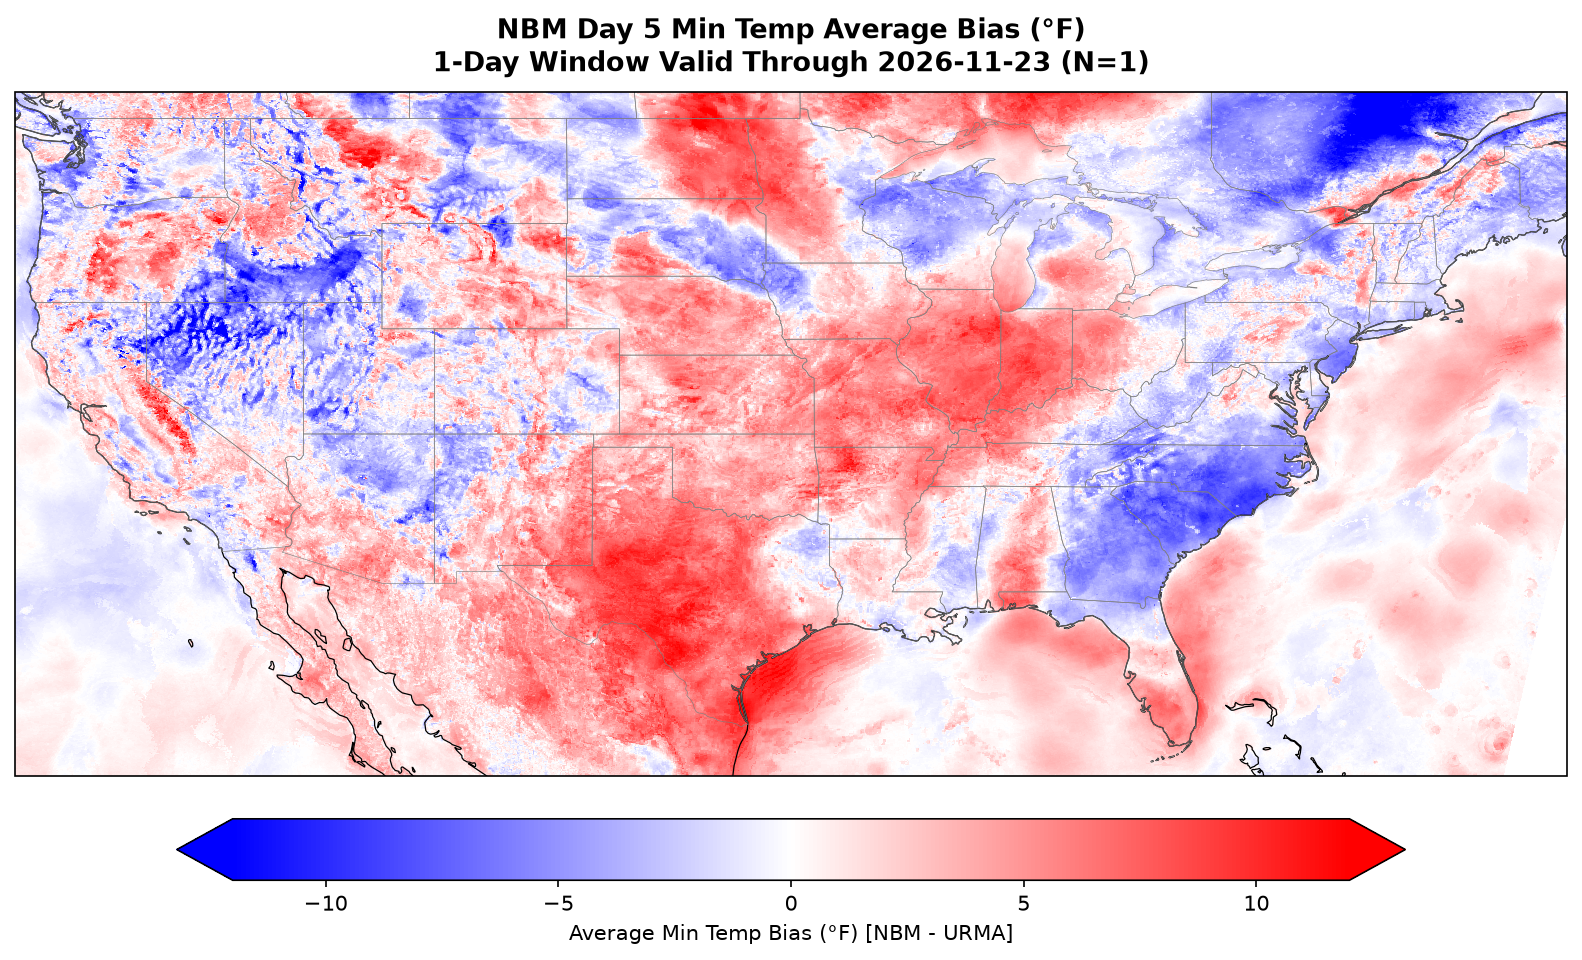 NBM Day 5 Min Temp Average Bias (°F)
1-Day Window Valid Through 2026-11-23 (N=1)
−10 −5 0 5 10
Average Min Temp Bias (°F) [NBM - URMA]